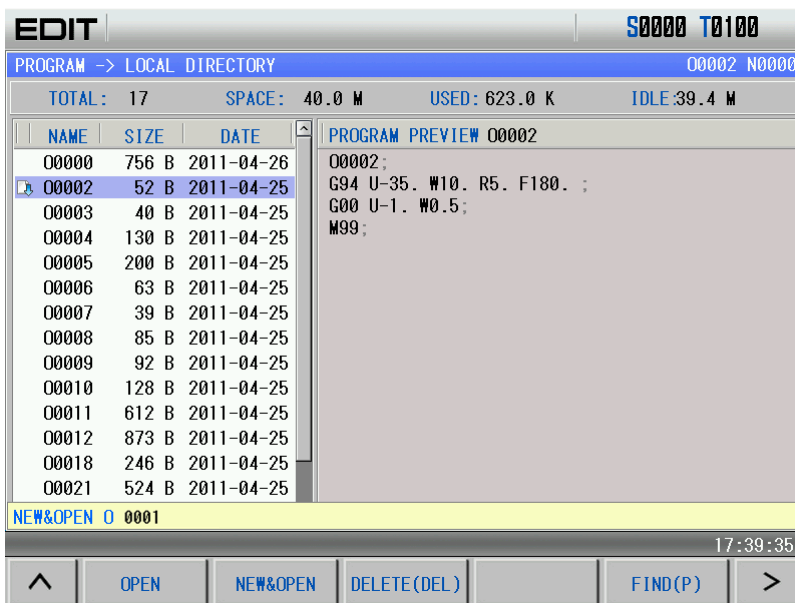 EDIT S0000 T0100
PROGRAM -> LOCAL DIRECTORY O0002 N0000
TOTAL: 17 SPACE: 40.0 M USED: 623.0 K IDLE:39.4 M
NAME SIZE DATE
O0000 756 B 2011-04-26
O0002 52 B 2011-04-25
O0003 40 B 2011-04-25
O0004 130 B 2011-04-25
O0005 200 B 2011-04-25
O0006 63 B 2011-04-25
O0007 39 B 2011-04-25
O0008 85 B 2011-04-25
O0009 92 B 2011-04-25
O0010 128 B 2011-04-25
O0011 612 B 2011-04-25
O0012 873 B 2011-04-25
O0018 246 B 2011-04-25
O0021 524 B 2011-04-25
PROGRAM PREVIEW O0002
O0002;
G94 U-35. W10. R5. F180. ;
G00 U-1. W0.5;
M99;
NEW&OPEN O 0001
17:39:35
OPEN NEW&OPEN DELETE(DEL) FIND(P) >